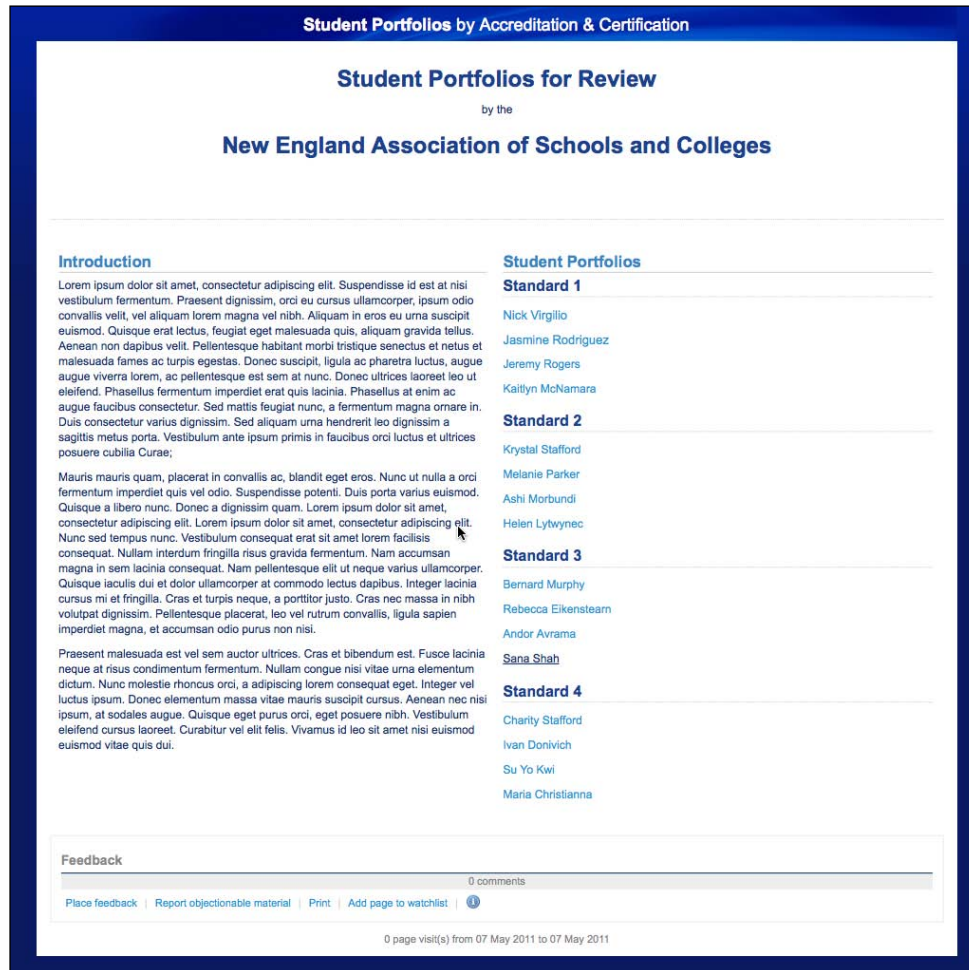 Student Portfolios by Accreditation & Certification
Student Portfolios for Review
by the
New England Association of Schools and Colleges
Introduction
Lorem ipsum dolor sit amet, consectetur adipiscing elit. Suspendisse id est at nisi
vestibulum fermentum. Praesent dignissim, orci eu cursus ullamcorper, ipsum odio
convallis velit, vel aliquam lorem magna vel nibh. Aliquam in eros eu urna suscipit
euismod. Quisque erat lectus, feugiat eget malesuada quis, aliquam gravida tellus.
Aenean non dapibus velit. Pellentesque habitant morbi tristique senectus et netus et
malesuada fames ac turpis egestas. Donec suscipit, ligula ac pharetra luctus, augue
augue viverra lorem, ac pellentesque est sem at nunc. Donec ultrices laoreet leo ut
eleifend. Phasellus fermentum imperdiet erat quis lacinia. Phasellus at enim ac
augue faucibus consectetur. Sed mattis feugiat nunc, a fermentum magna ornare in.
Duis consectetur varius dignissim. Sed aliquam urna hendrerit leo dignissim a
sagittis metus porta. Vestibulum ante ipsum primis in faucibus orci luctus et ultrices
posuere cubilia Curae;
Mauris mauris quam, placerat in convallis ac, blandit eget eros. Nunc ut nulla a orci
fermentum imperdiet quis vel odio. Suspendisse potenti. Duis porta varius euismod.
Quisque a libero nunc. Donec a dignissim quam. Lorem ipsum dolor sit amet,
consectetur adipiscing elit. Lorem ipsum dolor sit amet, consectetur adipiscing elit.
Nunc sed tempus nunc. Vestibulum consequat erat sit amet lorem facilisis
consequat. Nullam interdum fringilla risus gravida fermentum. Nam accumsan
magna in sem lacinia consequat. Nam pellentesque elit ut neque varius ullamcorper.
Quisque iaculis dui et dolor ullamcorper at commodo lectus dapibus. Integer lacinia
cursus mi et fringilla. Cras et turpis neque, a porttitor justo. Cras nec massa in nibh
volutpat dignissim. Pellentesque placerat, leo vel rutrum convallis, ligula sapien
imperdiet magna, et accumsan odio purus non nisi.
Praesent malesuada est vel sem auctor ultrices. Cras et bibendum est. Fusce lacinia
neque at risus condimentum fermentum. Nullam congue nisi vitae urna elementum
dictum. Nunc molestie rhoncus orci, a adipiscing lorem consequat eget. Integer vel
luctus ipsum. Donec elementum massa vitae mauris suscipit cursus. Aenean nec nisi
ipsum, at sodales augue. Quisque eget purus orci, eget posuere nibh. Vestibulum
eleifend cursus laoreet. Curabitur vel elit felis. Vivamus id leo sit amet nisi euismod
euismod vitae quis dui.
Student Portfolios
Standard 1
Nick Virgilio
Jasmine Rodriguez
Jeremy Rogers
Kaitlyn McNamara
Standard 2
Krystal Stafford
Melanie Parker
Ashi Morbundi
Helen Lytwynec
Standard 3
Bernard Murphy
Rebecca Eikenstearn
Andor Avrama
Sana Shah
Standard 4
Charity Stafford
Ivan Donivich
Su Yo Kwi
Maria Christianna
Feedback
0 comments
Place feedback | Report objectionable material | Print | Add page to watchlist |
0 page visit(s) from 07 May 2011 to 07 May 2011